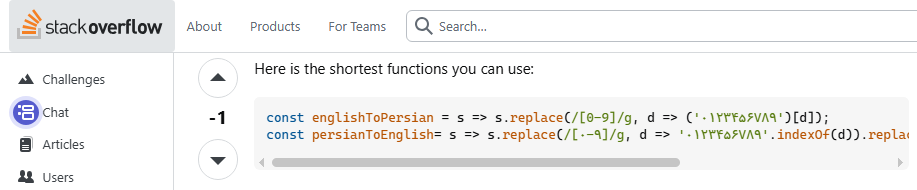 stackoverflow About Products For Teams Search...
Challenges
Chat
Articles
Users
-1
Here is the shortest functions you can use:
const englishToPersian = s => s.replace(/[0-9]/g, d => ('۰۱۲۳۴۵۶۷۸۹')[d]);
const persianToEnglish= s => s.replace(/[۰-۹]/g, d => '۰۱۲۳۴۵۶۷۸۹'.indexOf(d)).replac